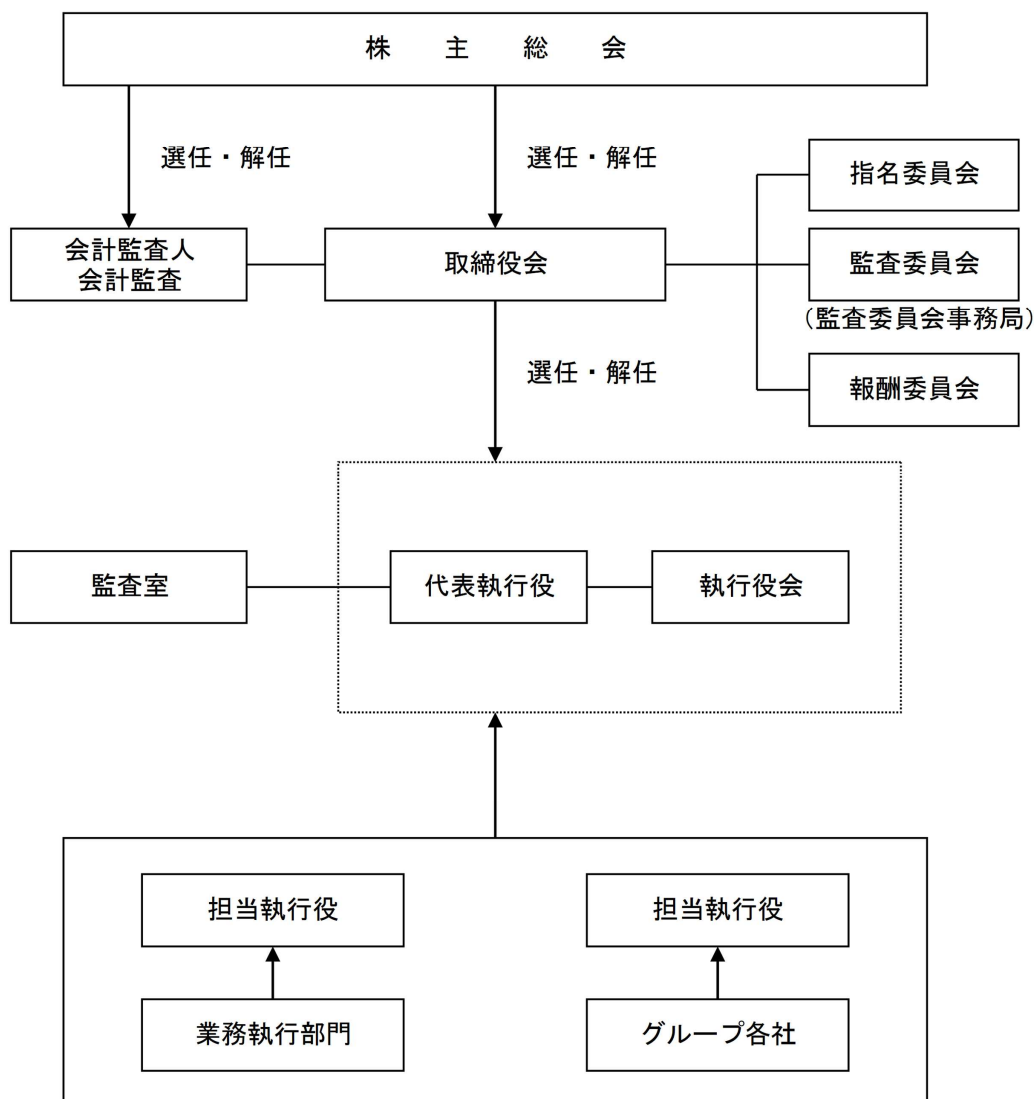 株 主 総 会
選任・解任
選任・解任
指名委員会
会計監査人
会計監査
取締役会
監査委員会
(監査委員会事務局)
選任・解任
報酬委員会
監査室
代表執行役
執行役会
担当執行役
担当執行役
業務執行部門
グループ各社